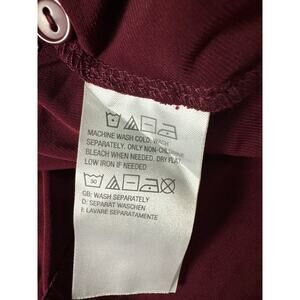 MACHINE WASH COLD. WASH
SEPARATELY. ONLY NON-CHLORINE
BLEACH WHEN NEEDED. DRY FLAT.
LOW IRON IF NEEDED
30
GB: WASH SEPARATELY
D: SEPARAT WASCHEN
I: LAVARE SEPARATAMENTE